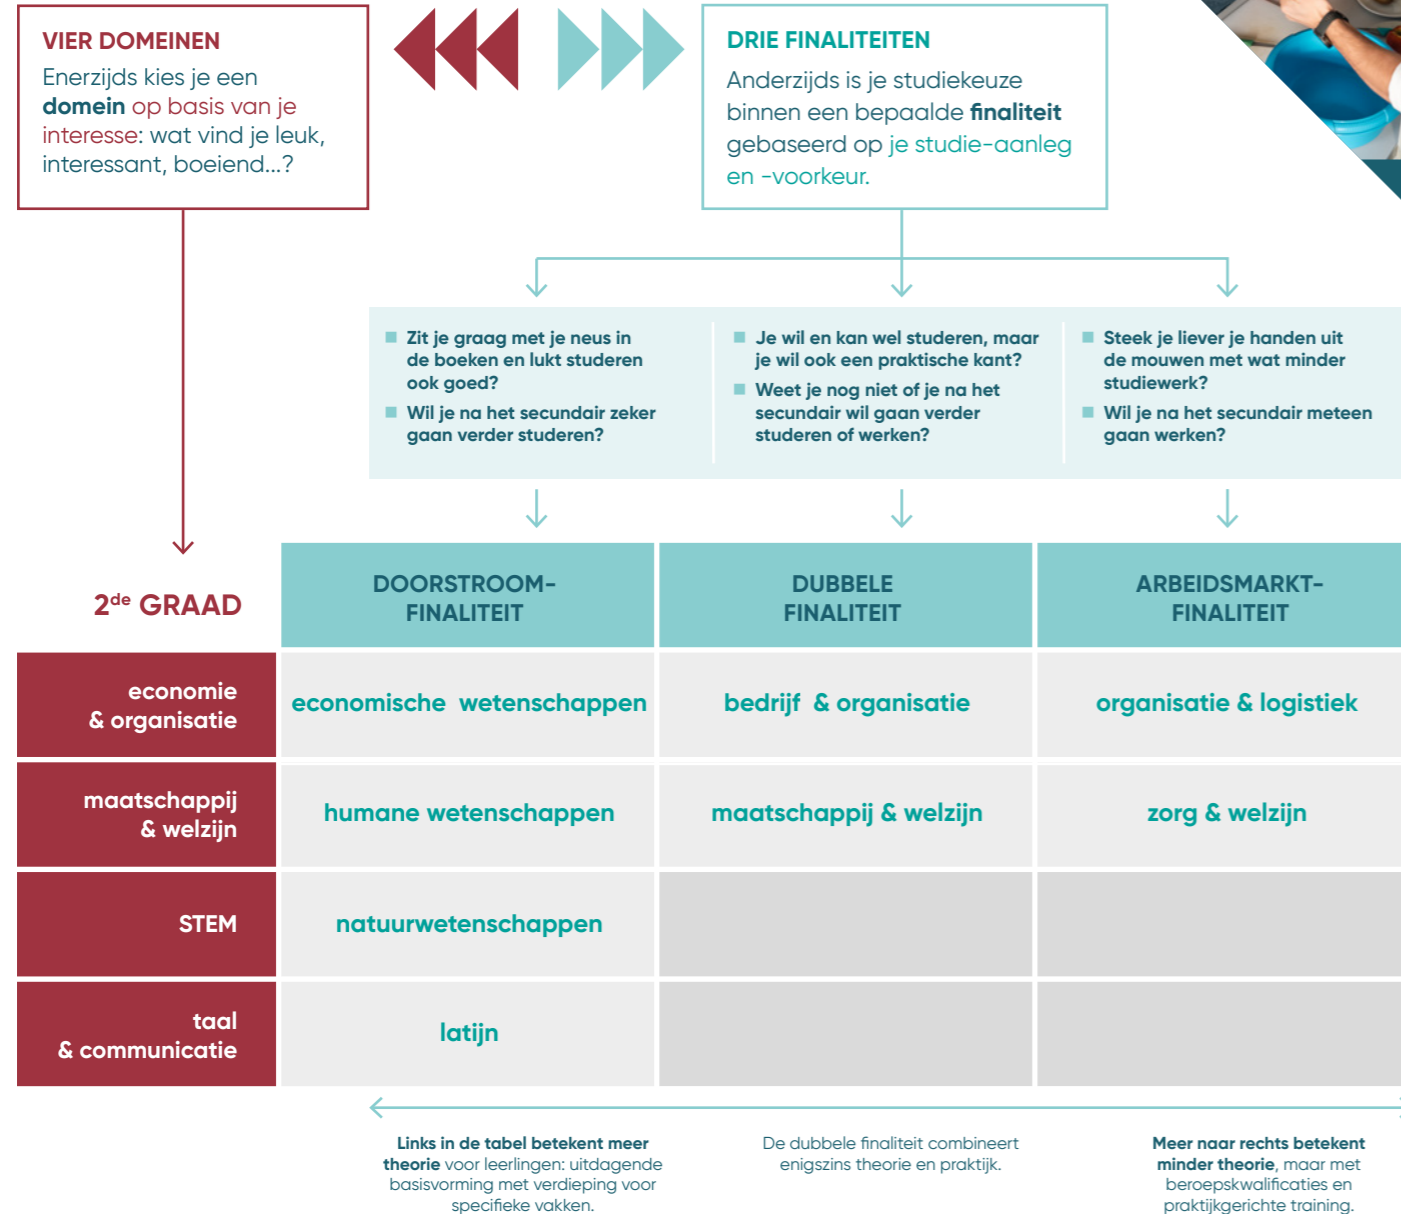 VIER DOMEINEN
Enerzijds kies je een
domein op basis van je
interesse: wat vind je leuk,
interessant, boeiend...?
DRIE FINALITEITEN
Anderzijds is je studiekeuze
binnen een bepaalde finaliteit
gebaseerd op je studie-aanleg
en -voorkeur.
Zit je graag met je neus in
de boeken en lukt studeren
ook goed?
Wil je na het secundair zeker
gaan verder studeren?
Je wil en kan wel studeren, maar
je wil ook een praktische kant?
Weet je nog niet of je na het
secundair wil gaan verder
studeren of werken?
Steek je liever je handen uit
de mouwen met wat minder
studiewerk?
Wil je na het secundair meteen
gaan werken?
2de GRAAD
DOORSTROOM-
FINALITEIT
DUBBELE
FINALITEIT
ARBEIDSMARKT-
FINALITEIT
economie
& organisatie
economische wetenschappen
bedrijf & organisatie
organisatie & logistiek
maatschappij
& welzijn
humane wetenschappen
maatschappij & welzijn
zorg & welzijn
STEM
natuurwetenschappen
taal
& communicatie
latijn
Links in de tabel betekent meer
theorie voor leerlingen: uitdagende
basisvorming met verdieping voor
specifieke vakken.
De dubbele finaliteit combineert
enigszins theorie en praktijk.
Meer naar rechts betekent
minder theorie, maar met
beroepskwalificaties en
praktijkgerichte training.